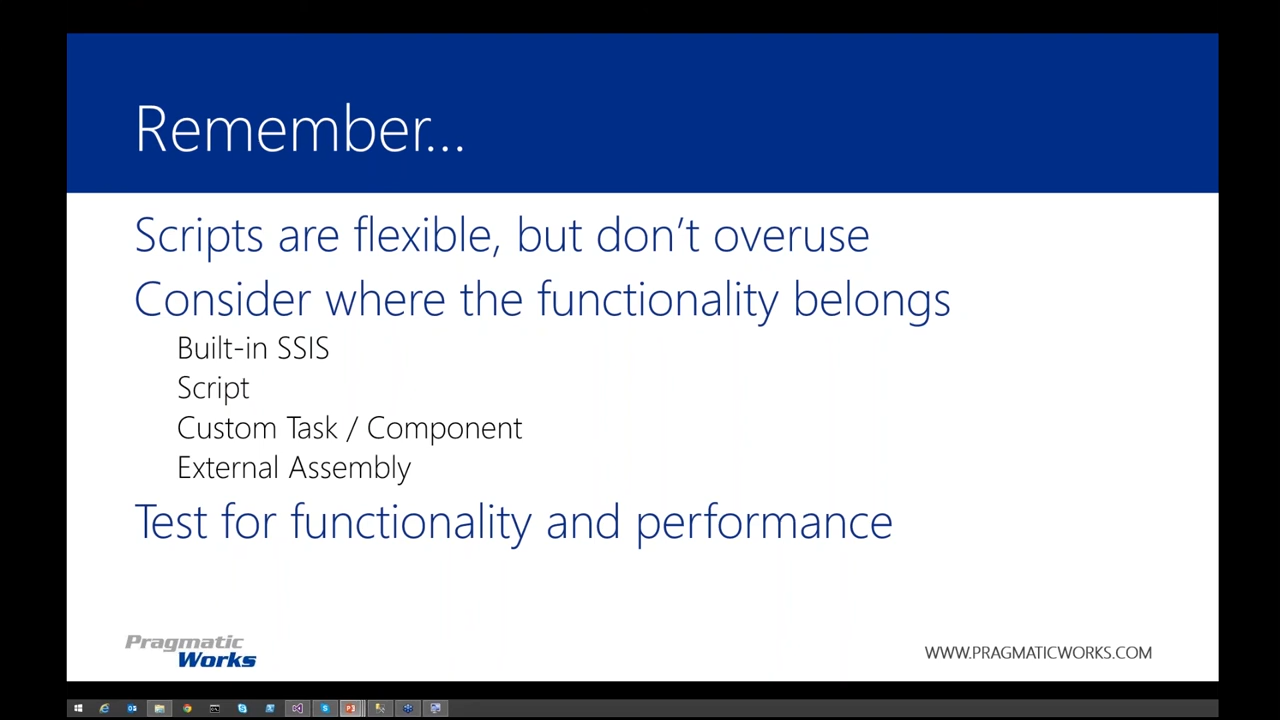 Remember...
Scripts are flexible, but don't overuse
Consider where the functionality belongs
Built-in SSIS
Script
Custom Task / Component
External Assembly
Test for functionality and performance
Pragmatic
Works
WWW.PRAGMATICWORKS.COM